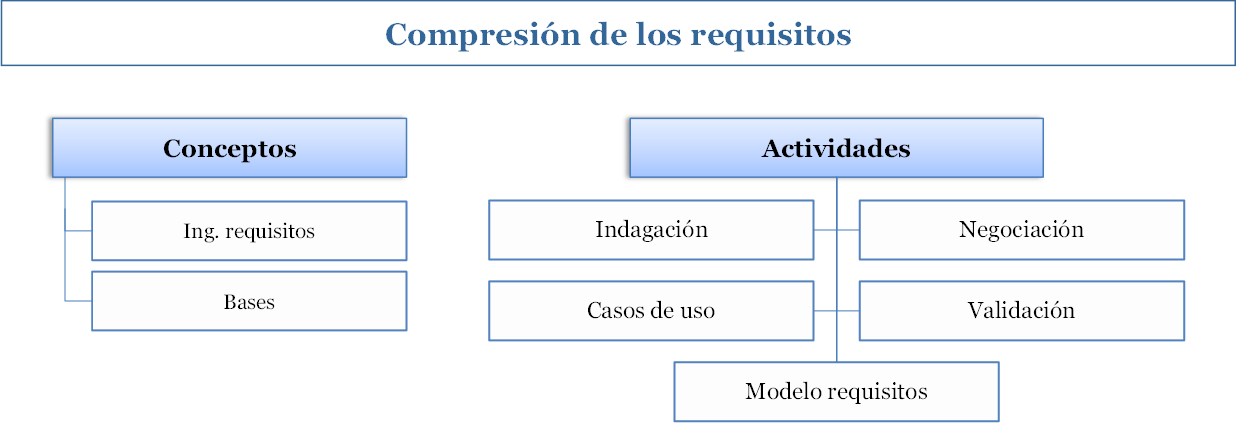 Compresión de los requisitos
Conceptos
Ing. requisitos
Bases
Actividades
Indagación
Negociación
Casos de uso
Validación
Modelo requisitos